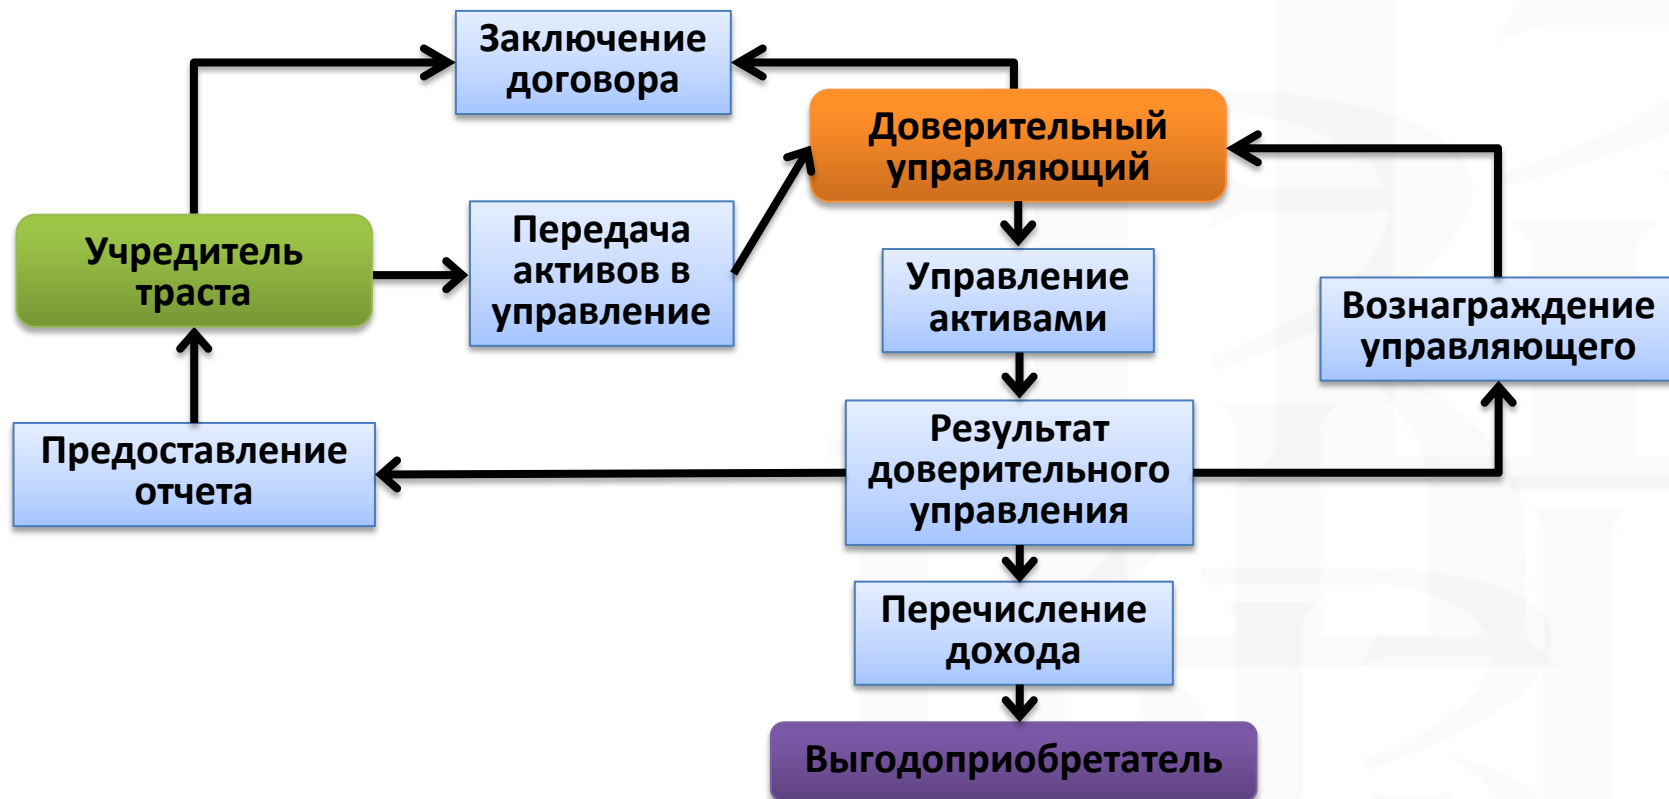 Заключение
договора
Доверительный
управляющий
Учредитель
траста
Передача
активов в
управление
Управление
активами
Вознаграждение
управляющего
Предоставление
отчета
Результат
доверительного
управления
Перечисление
дохода
Выгодоприобретатель